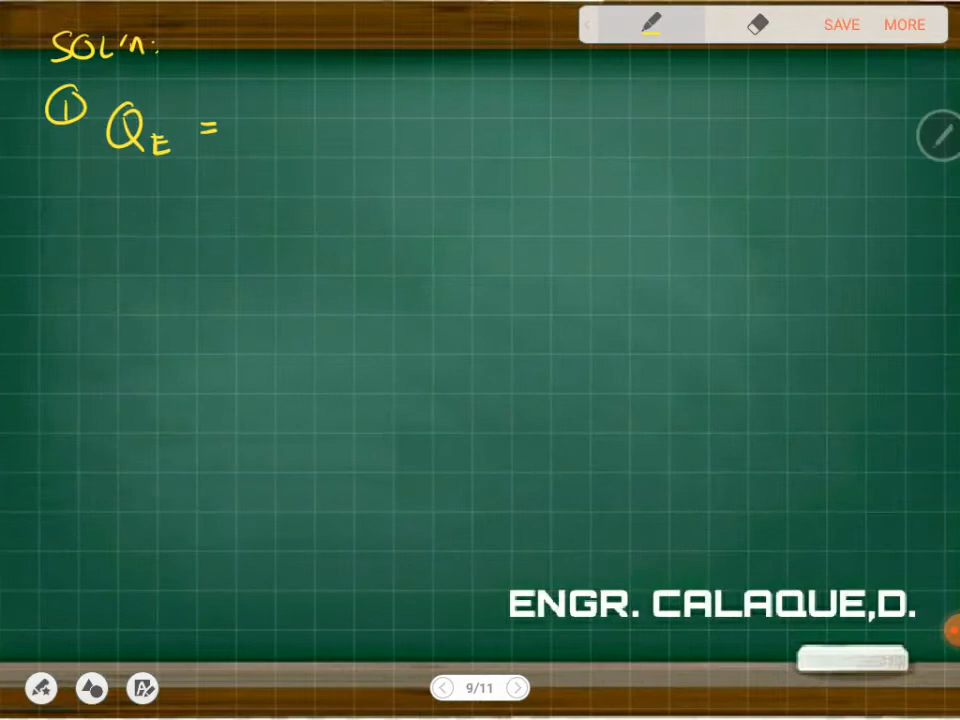 SAVE MORE
SOL'n:
① Q_E =
ENGR. CALAQUE,D.
9/11